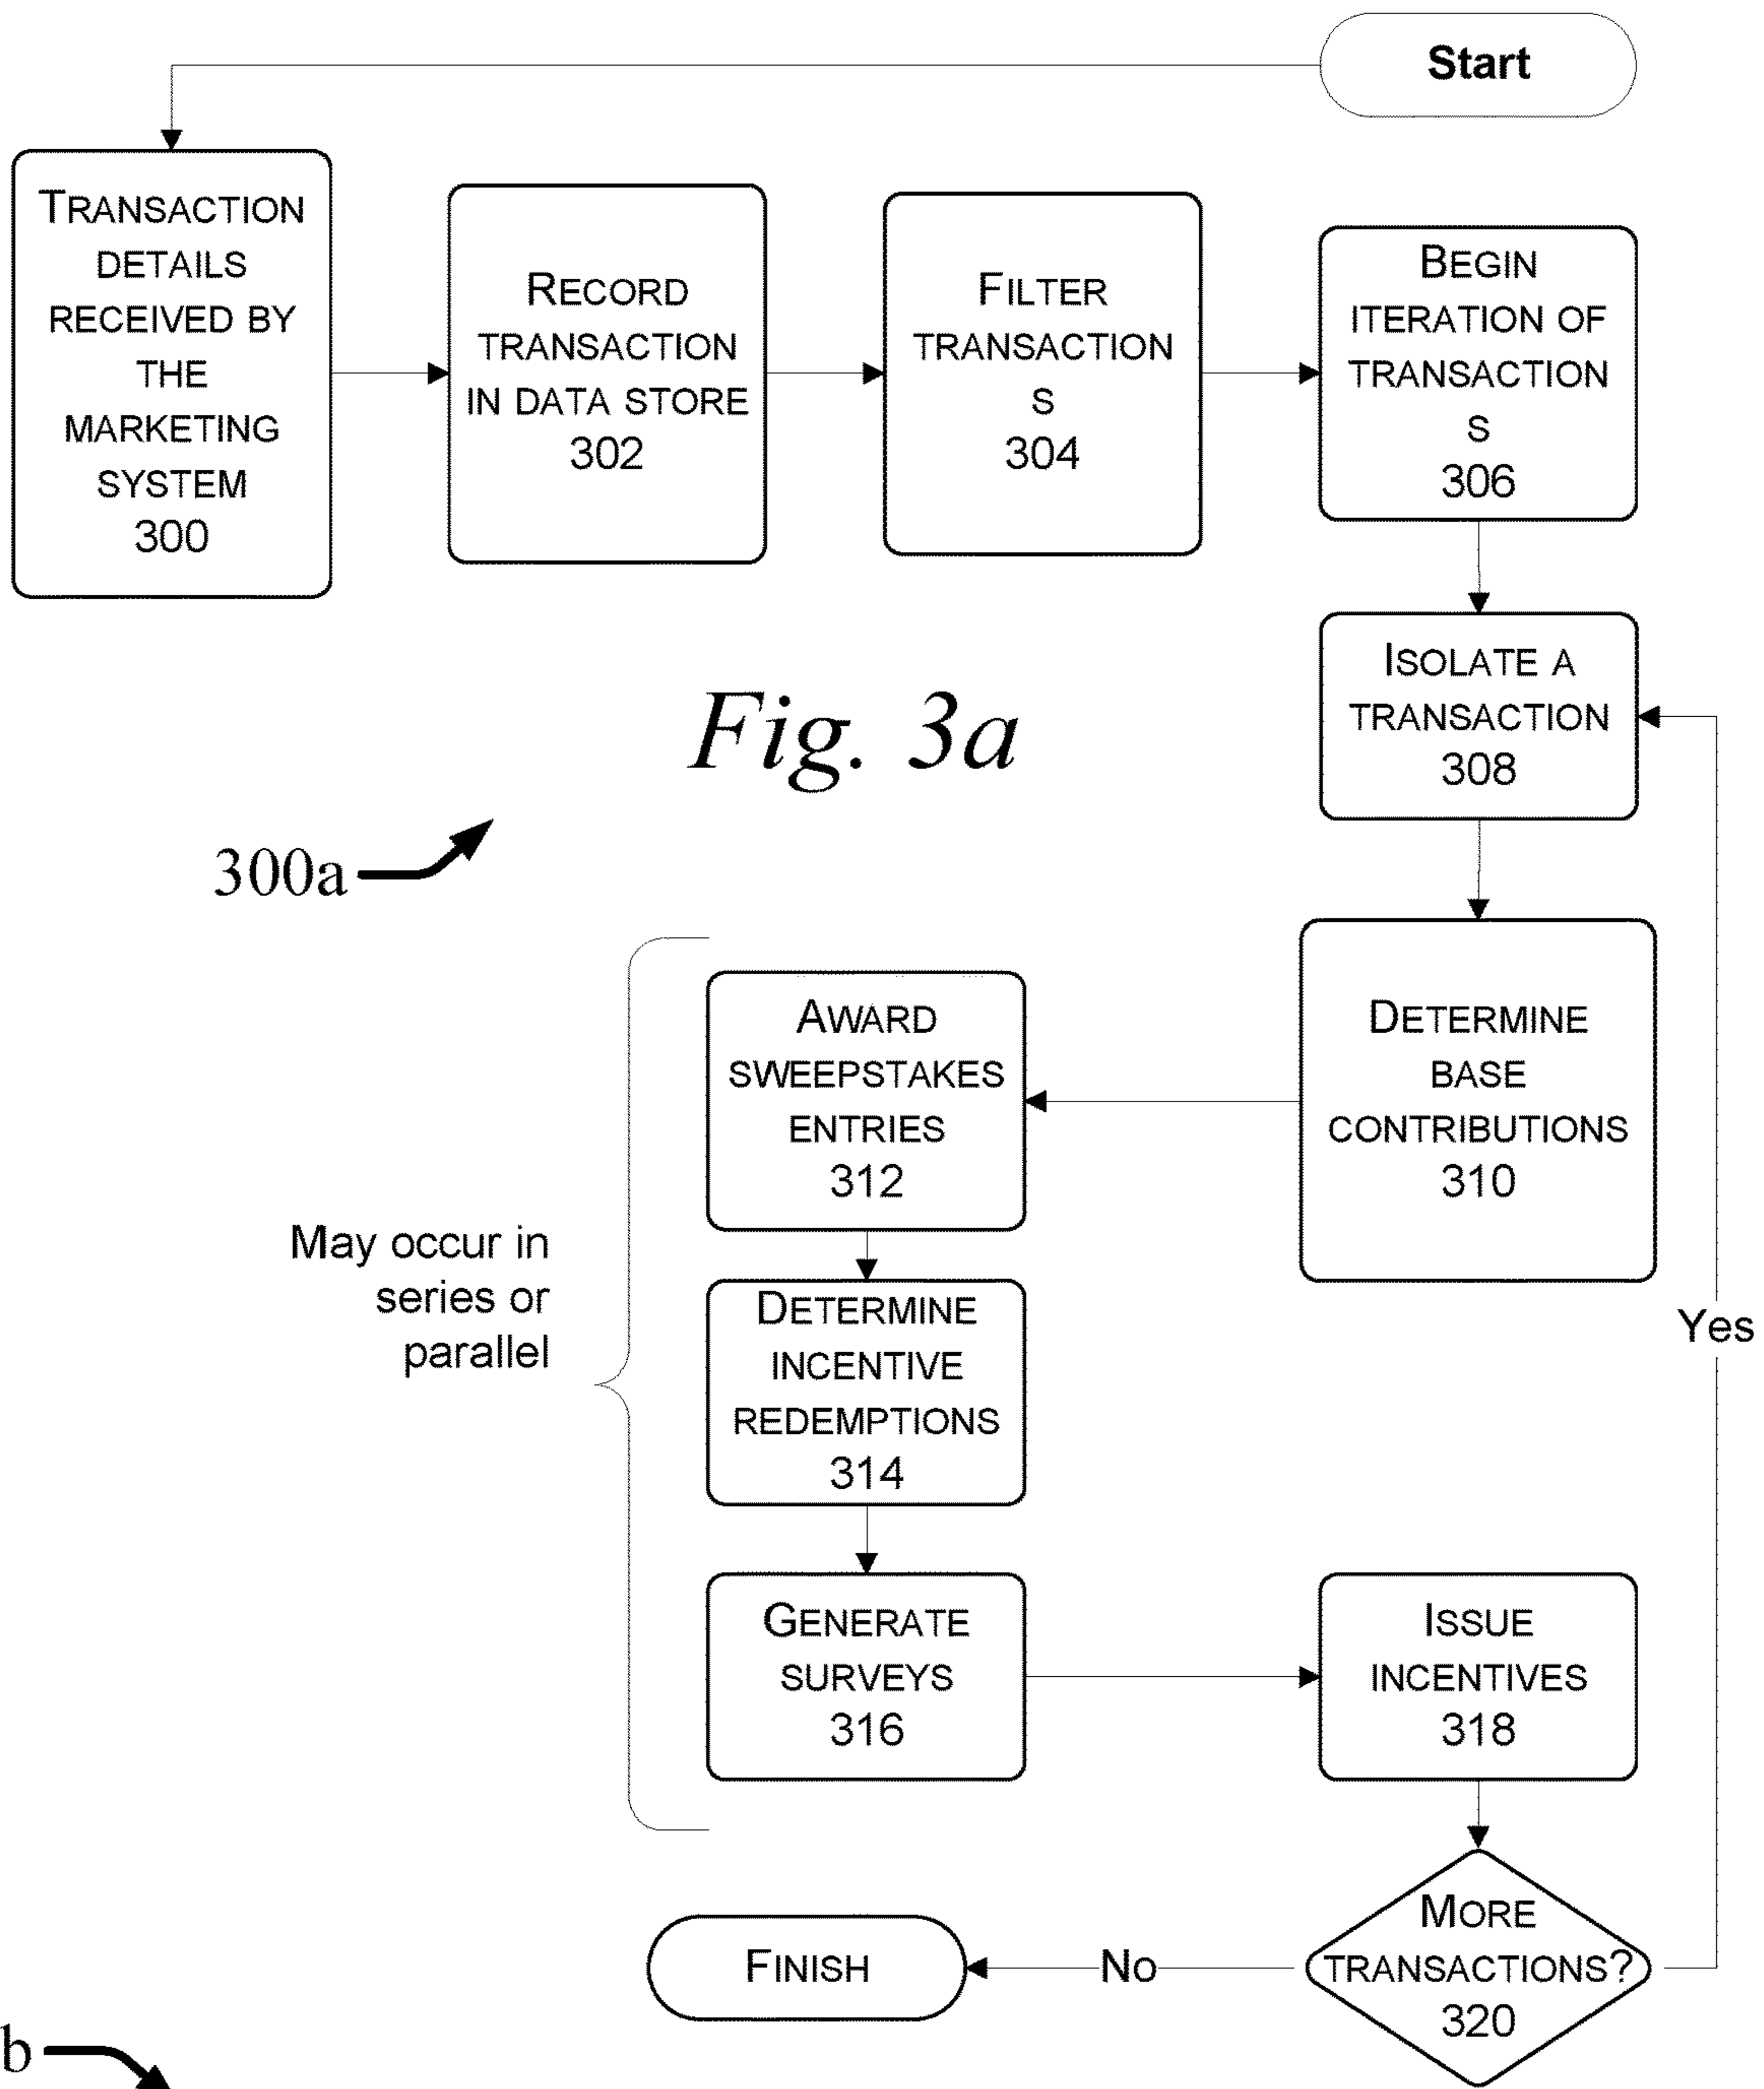 Start
TRANSACTION
DETAILS
RECEIVED BY
THE
MARKETING
SYSTEM
300
RECORD
TRANSACTION
IN DATA STORE
302
FILTER
TRANSACTION
S
304
BEGIN
ITERATION OF
TRANSACTION
S
306
ISOLATE A
TRANSACTION
308
Fig. 3a
300a
DETERMINE
BASE
CONTRIBUTIONS
310
AWARD
SWEEPSTAKES
ENTRIES
312
May occur in
series or
parallel
DETERMINE
INCENTIVE
REDEMPTIONS
314
Yes
GENERATE
SURVEYS
316
ISSUE
INCENTIVES
318
MORE
TRANSACTIONS?
320
No
FINISH
b